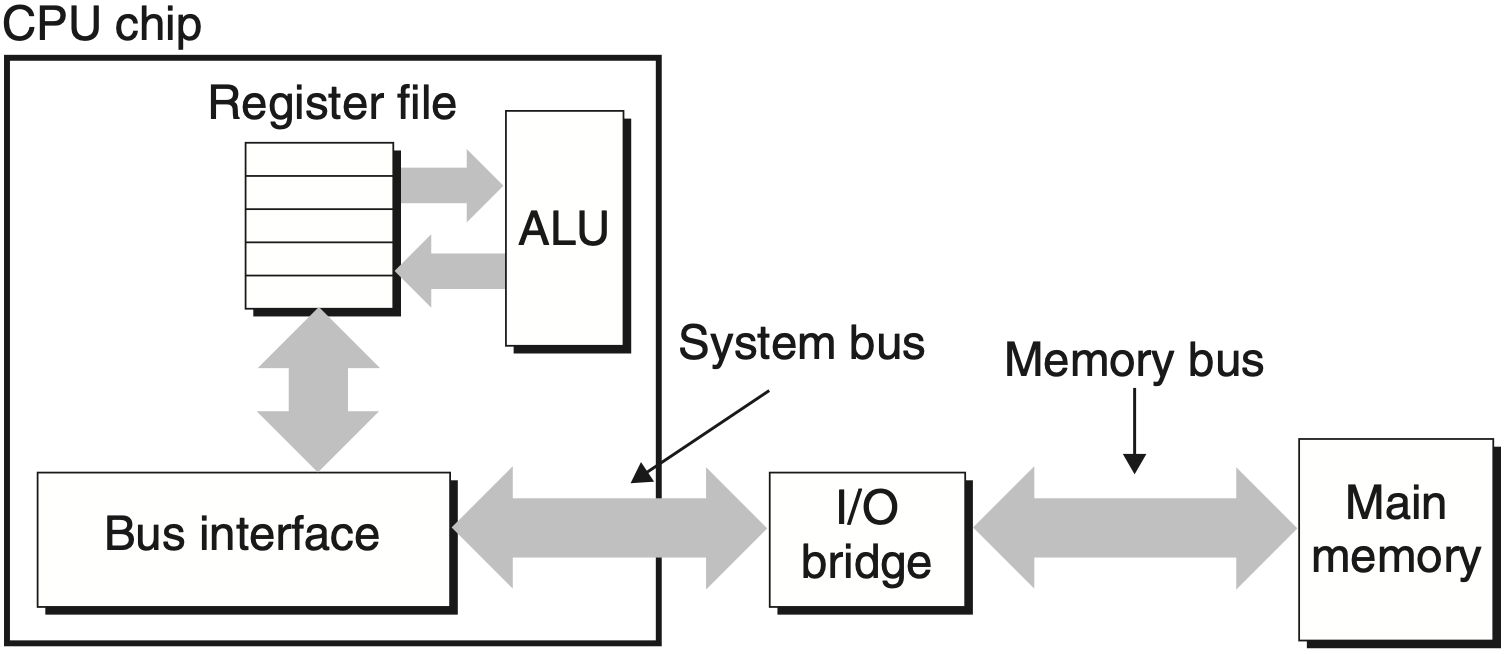 CPU chip
Register file
ALU
System bus
Memory bus
Bus interface
I/O
bridge
Main
memory